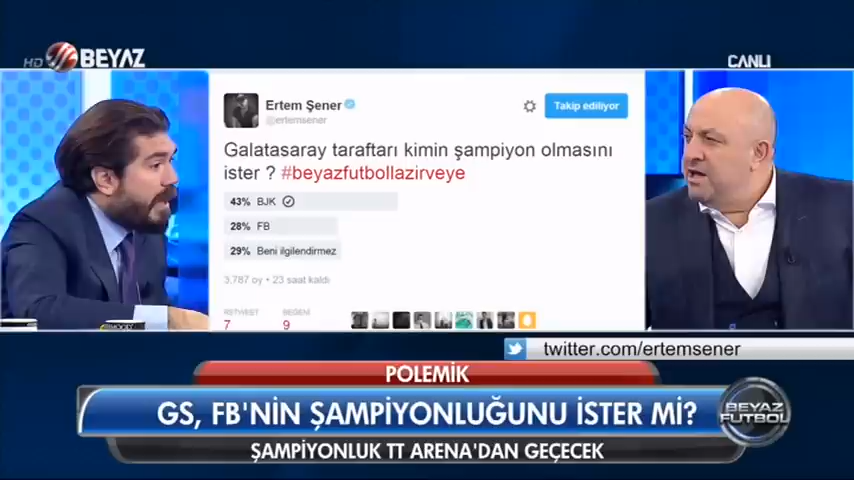 HD BEYAZ
CANLI
Ertem Şener
@ertemsener
Takip ediliyor
Galatasaray taraftarı kimin şampiyon olmasını
ister ? #beyazfutbollazirveye
43% BJK
28% FB
29% Beni ilgilendirmez
3.787 oy • 23 saat kaldı
RETWEET BEĞENİ
7 9
twitter.com/ertemsener
POLEMİK
GS, FB'NİN ŞAMPİYONLUĞUNU İSTER Mİ?
BEYAZ
FUTBOL
ŞAMPİYONLUK TT ARENA'DAN GEÇECEK